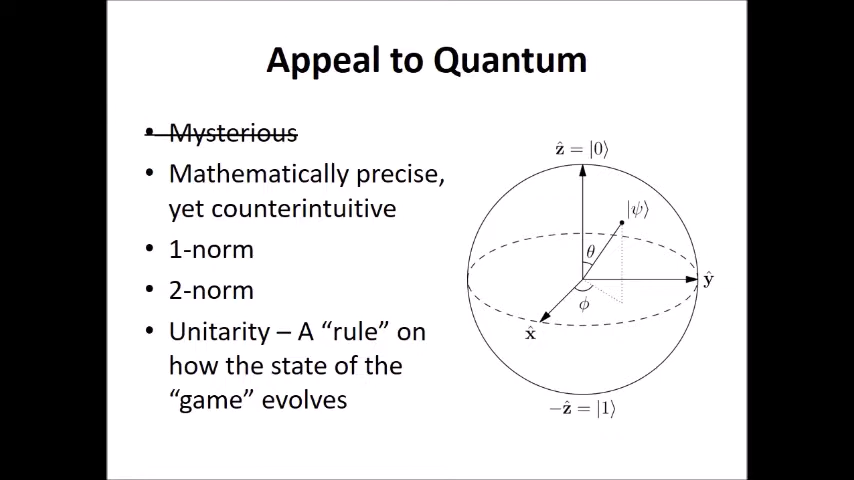 Appeal to Quantum
• Mysterious
• Mathematically precise,
yet counterintuitive
• 1-norm
• 2-norm
• Unitarity – A “rule” on
how the state of the
“game” evolves
ẑ = |0⟩
|ψ⟩
θ
ŷ
ϕ
x̂
−ẑ = |1⟩